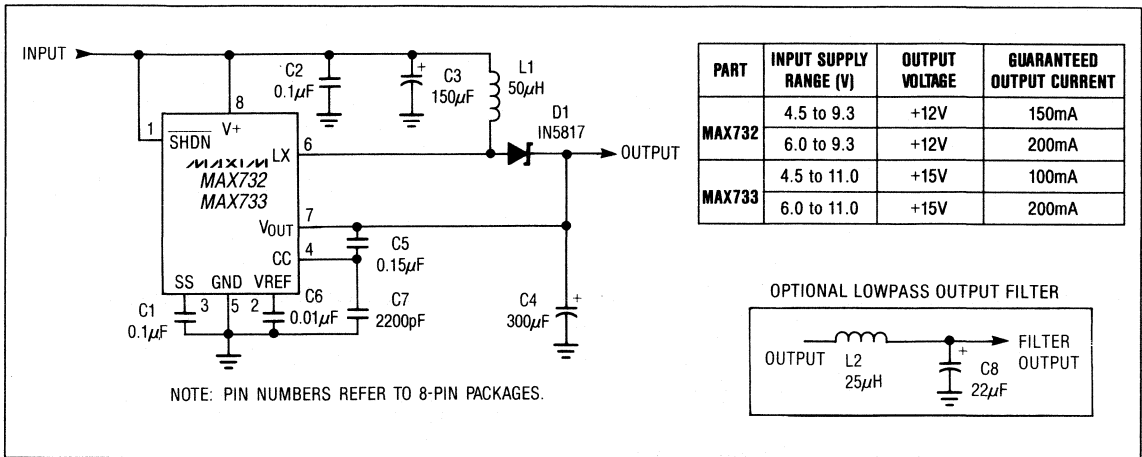 INPUT
C2
0.1µF
C3
150µF
+
L1
50µH
D1
IN5817
OUTPUT
8
V+
1
SHDN
MAXIM
MAX732
MAX733
LX
6
VOUT
7
CC
4
C5
0.15µF
SS
GND
VREF
3
5
2
C1
0.1µF
C6
0.01µF
C7
2200pF
C4
300µF
+
NOTE: PIN NUMBERS REFER TO 8-PIN PACKAGES.
PART
INPUT SUPPLY RANGE (V)
OUTPUT VOLTAGE
GUARANTEED OUTPUT CURRENT
MAX732
4.5 to 9.3 +12V 150mA
6.0 to 9.3 +12V 200mA
MAX733
4.5 to 11.0 +15V 100mA
6.0 to 11.0 +15V 200mA
OPTIONAL LOWPASS OUTPUT FILTER
OUTPUT
L2
25µH
+
C8
22µF
FILTER
OUTPUT